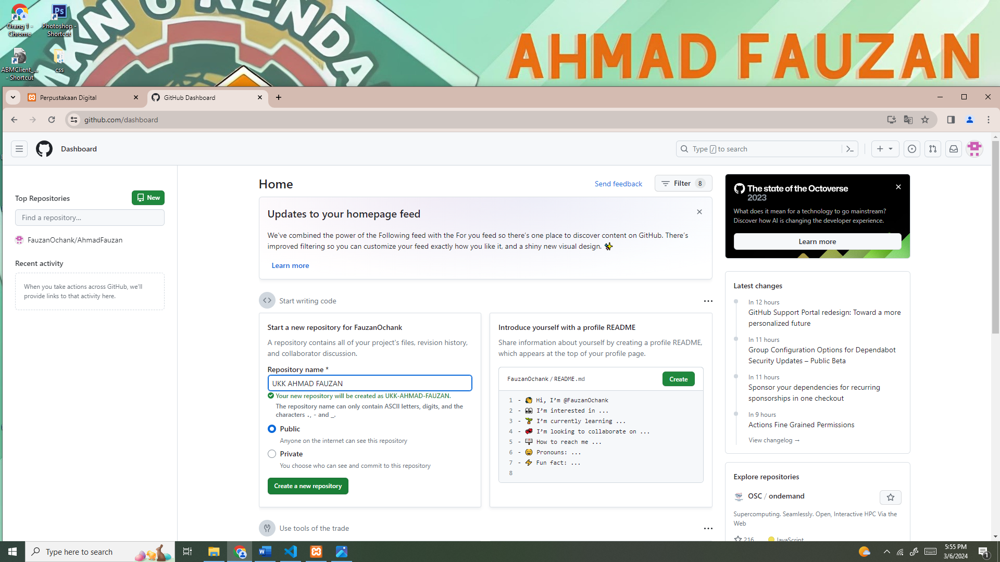 Orang 1 -
Chrome
Photoshop -
Shortcut
ABMClient_...
- Shortcut
css
AHMAD FAUZAN
Perpustakaan Digital
GitHub Dashboard
github.com/dashboard
Dashboard
Type / to search
Top Repositories
New
Find a repository...
FauzanOchank/AhmadFauzan
Recent activity
When you take actions across GitHub, we'll
provide links to that activity here.
Home
Send feedback
Filter 8
Updates to your homepage feed
We've combined the power of the Following feed with the For you feed so there's one place to discover content on GitHub. There's
improved filtering so you can customize your feed exactly how you like it, and a shiny new visual design. ✨
Learn more
Start writing code
Start a new repository for FauzanOchank
A repository contains all of your project's files, revision history,
and collaborator discussion.
Repository name *
UKK AHMAD FAUZAN
Your new repository will be created as UKK-AHMAD-FAUZAN.
The repository name can only contain ASCII letters, digits, and the
characters ., - and _.
Public
Anyone on the internet can see this repository
Private
You choose who can see and commit to this repository
Create a new repository
Introduce yourself with a profile README
Share information about yourself by creating a profile README,
which appears at the top of your profile page.
FauzanOchank / README.md
Create
1 - 👋 Hi, I'm @FauzanOchank
2 - 👀 I'm interested in ...
3 - 🌱 I'm currently learning ...
4 - 💞️ I'm looking to collaborate on ...
5 - 📫 How to reach me ...
6 - 😄 Pronouns: ...
7 - ⚡ Fun fact: ...
8
Use tools of the trade
The state of the Octoverse
2023
What does it mean for a technology to go mainstream?
Discover how AI is changing the developer experience.
Learn more
Latest changes
In 12 hours
GitHub Support Portal redesign: Toward a more
personalized future
In 11 hours
Group Configuration Options for Dependabot
Security Updates – Public Beta
In 11 hours
Sponsor your dependencies for recurring
sponsorships in one checkout
In 9 hours
Actions Fine Grained Permissions
View changelog →
Explore repositories
OSC / ondemand
Supercomputing. Seamlessly. Open, Interactive HPC Via the
Web
216
JavaScript
Type here to search
5:55 PM
3/6/2024
1